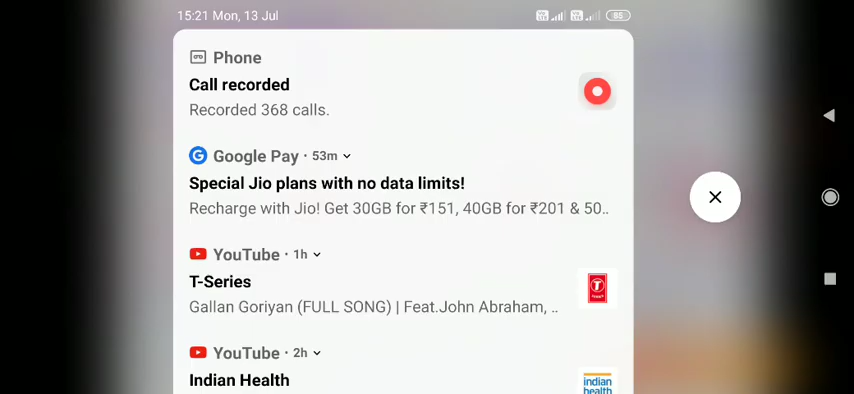 15:21 Mon, 13 Jul
85
Phone
Call recorded
Recorded 368 calls.
Google Pay · 53m
Special Jio plans with no data limits!
Recharge with Jio! Get 30GB for ₹151, 40GB for ₹201 & 50..
YouTube · 1h
T-Series
Gallan Goriyan (FULL SONG) | Feat.John Abraham, ..
YouTube · 2h
Indian Health
indian
health